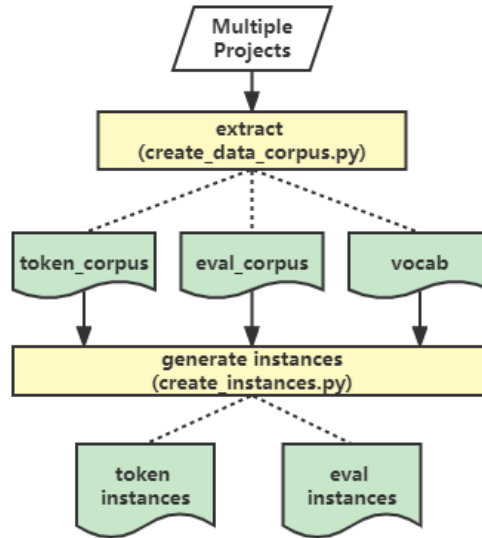 Multiple
Projects
extract
(create_data_corpus.py)
token_corpus
eval_corpus
vocab
generate instances
(create_instances.py)
token
instances
eval
instances